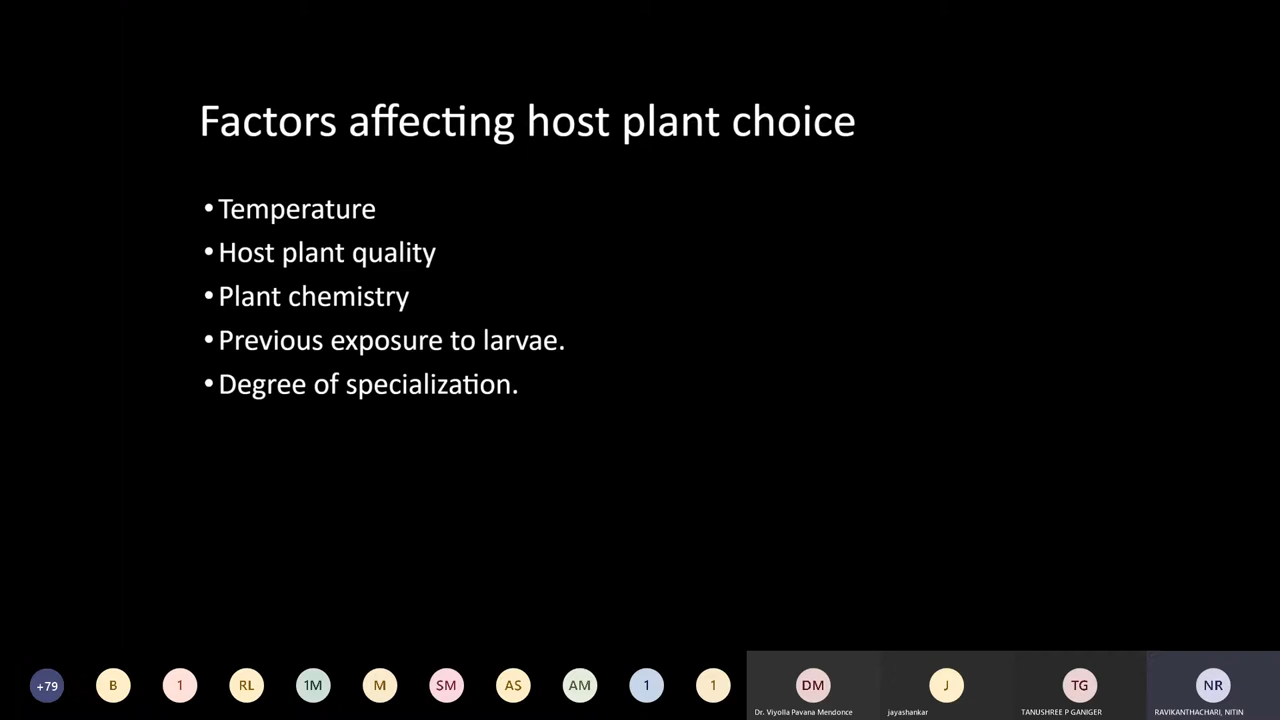 Factors affecting host plant choice
•Temperature
•Host plant quality
•Plant chemistry
•Previous exposure to larvae.
•Degree of specialization.
+79 B 1 RL 1M M SM AS AM 1 1 DM J TG NR
Dr. Viyolla Pavana Mendonce jayashankar TANUSHREE P GANIGER RAVIKANTHACHARI, NITIN